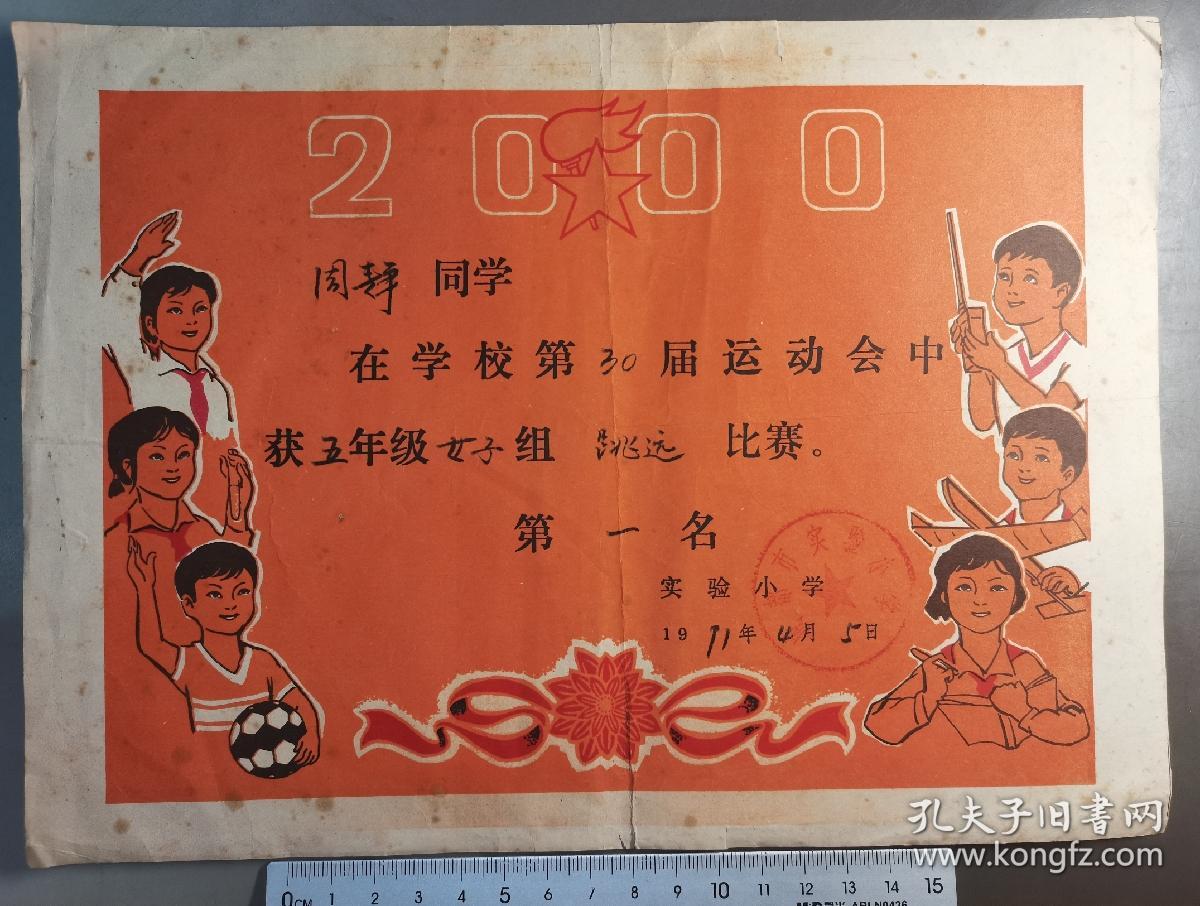 2000
周静 同学
在学校第30届运动会中
获五年级女子组 跳远 比赛。
第一名
实验小学
1991年4月5日
孔夫子旧书网
www.kongfz.com
0CM 1 2 3 4 5 6 7 8 9 10 11 12 13 14 15